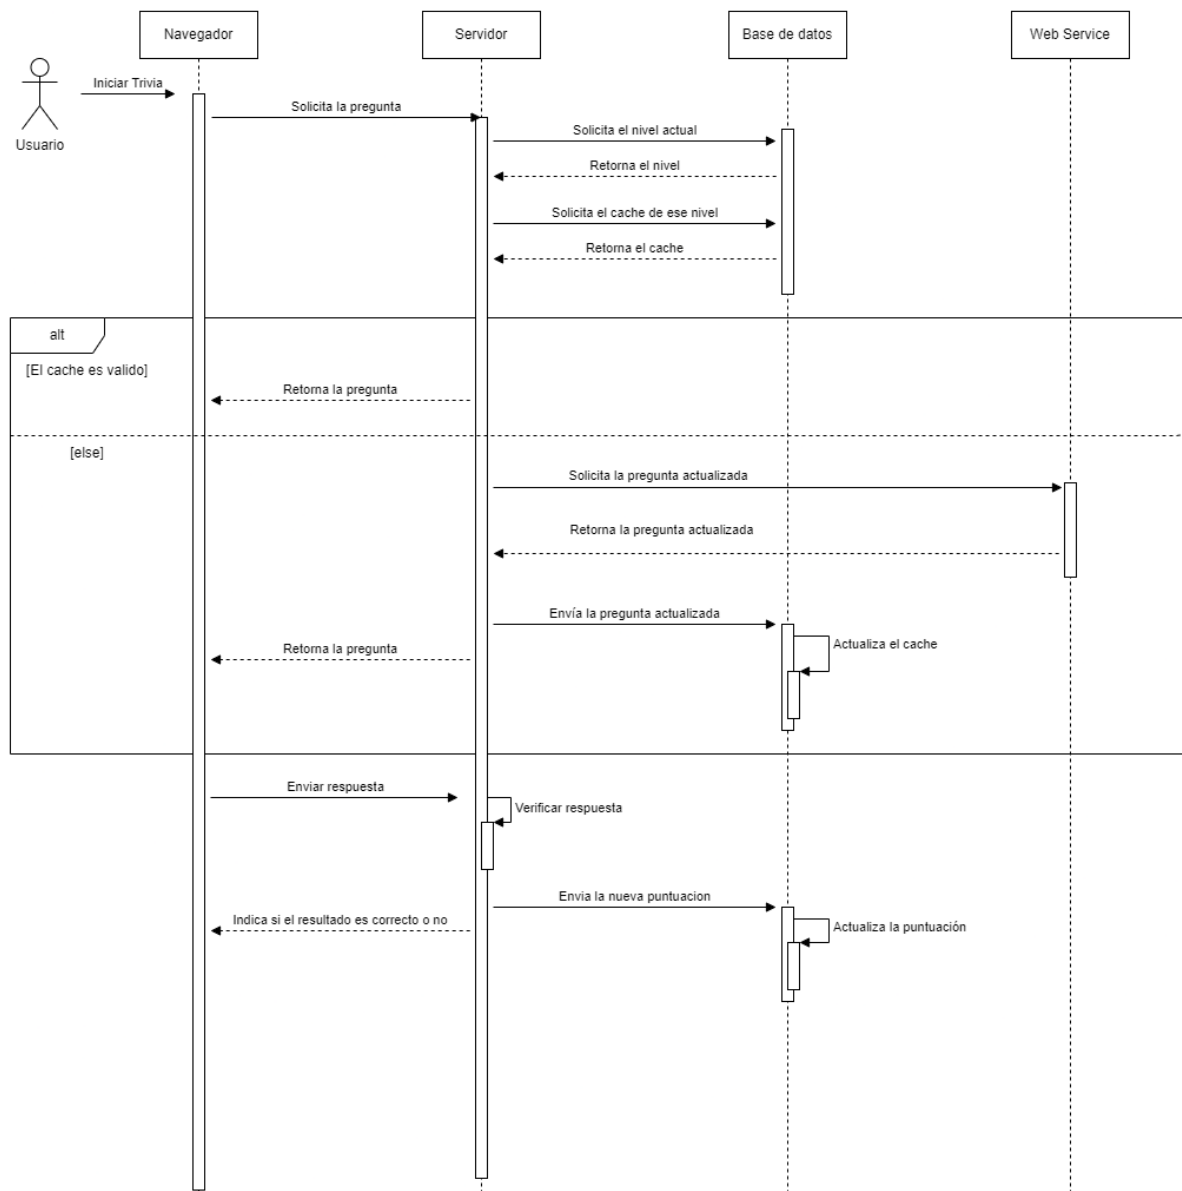 Navegador
Servidor
Base de datos
Web Service
Iniciar Trivia
Usuario
Solicita la pregunta
Solicita el nivel actual
Retorna el nivel
Solicita el cache de ese nivel
Retorna el cache
alt
[El cache es valido]
Retorna la pregunta
[else]
Solicita la pregunta actualizada
Retorna la pregunta actualizada
Envía la pregunta actualizada
Actualiza el cache
Retorna la pregunta
Enviar respuesta
Verificar respuesta
Envia la nueva puntuacion
Indica si el resultado es correcto o no
Actualiza la puntuación